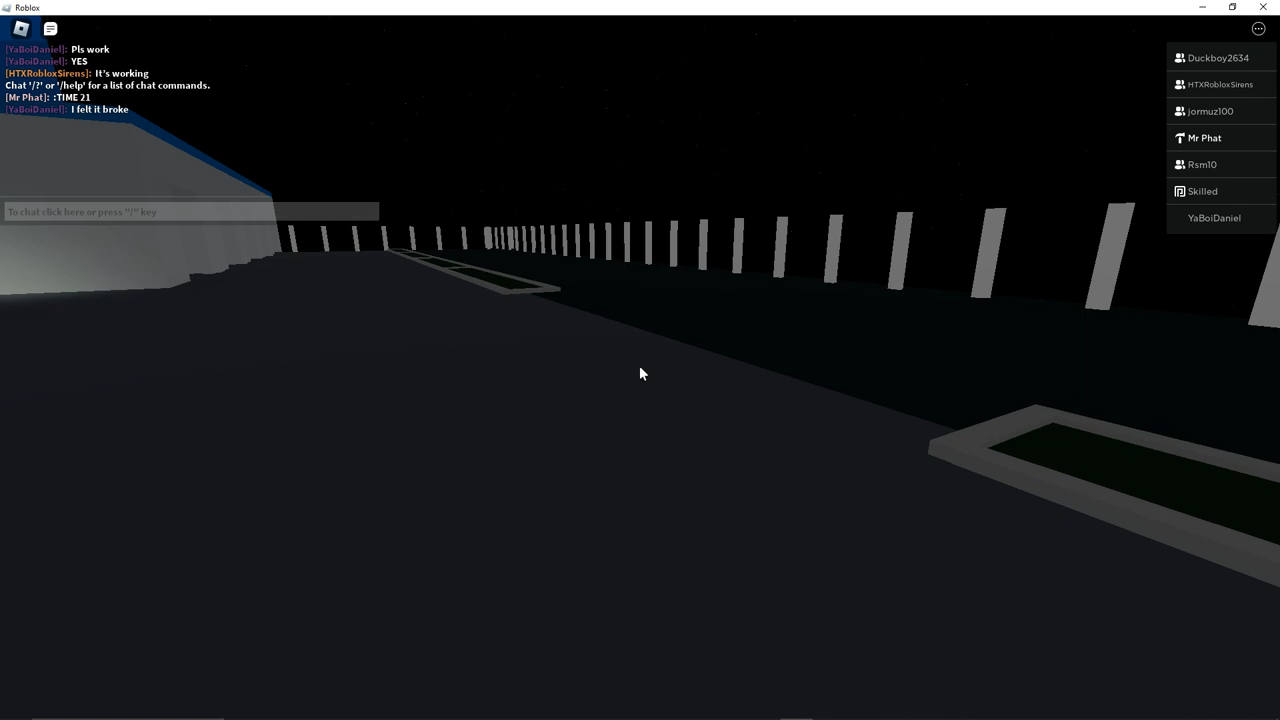 Roblox
[YaBoiDaniel]: Pls work
[YaBoiDaniel]: YES
[HTXRobloxSirens]: It's working
Chat '/?' or '/help' for a list of chat commands.
[Mr Phat]: :TIME 21
[YaBoiDaniel]: I felt it broke
To chat click here or press "/" key
Duckboy2634
HTXRobloxSirens
jormuz100
Mr Phat
Rsm10
Skilled
YaBoiDaniel